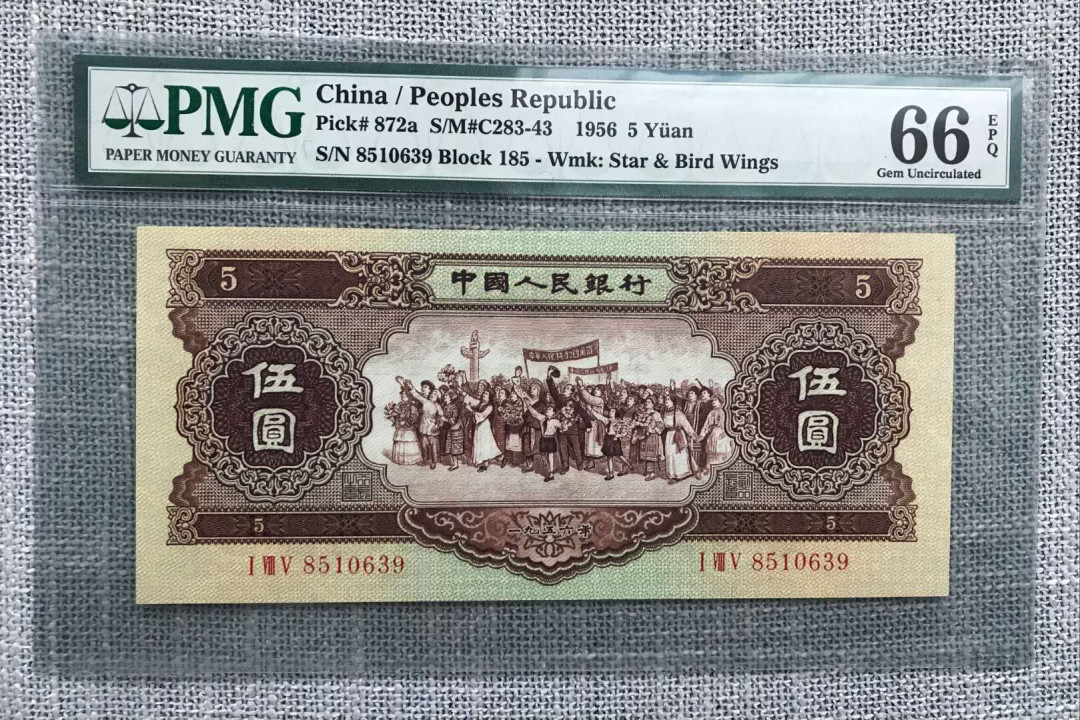 PMG
PAPER MONEY GUARANTY
China / Peoples Republic
Pick# 872a S/M#C283-43 1956 5 Yüan
S/N 8510639 Block 185 - Wmk: Star & Bird Wings
66
EPQ
Gem Uncirculated
5
中國人民銀行
5
伍圓
伍圓
5
一九五六年
5
I VIII V 8510639
I VIII V 8510639